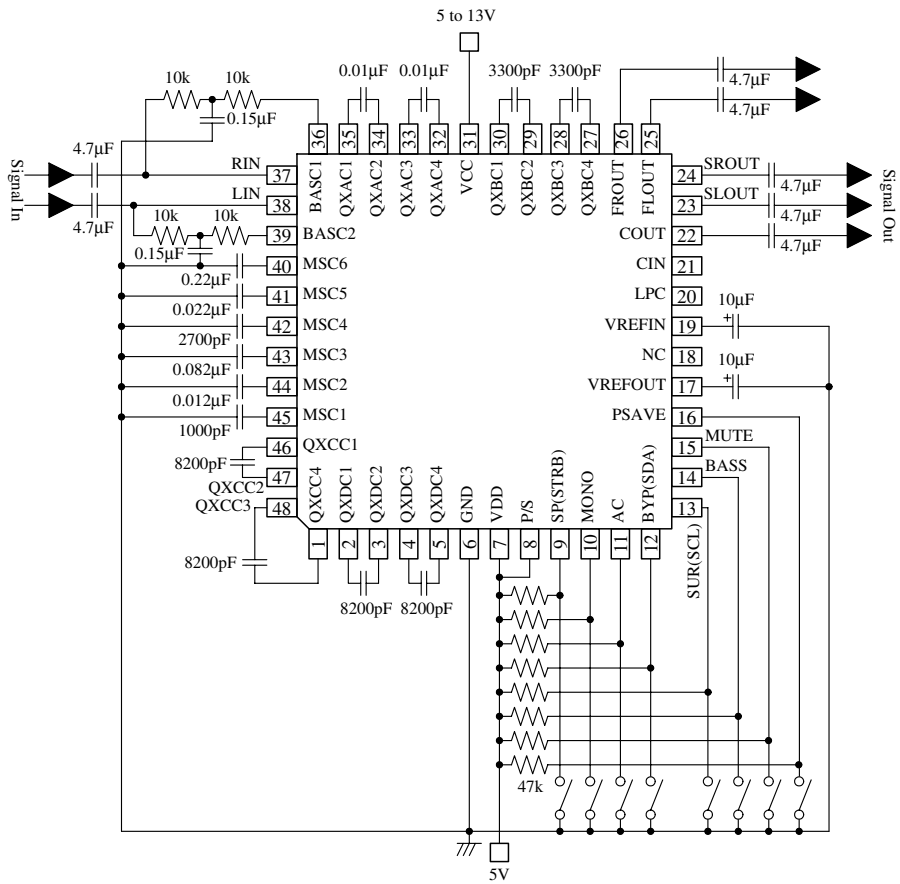 5 to 13V
10k
10k
0.15µF
0.01µF
0.01µF
3300pF
3300pF
4.7µF
4.7µF
36
35
34
33
32
31
30
29
28
27
26
25
BASC1
QXAC1
QXAC2
QXAC3
QXAC4
VCC
QXBC1
QXBC2
QXBC3
QXBC4
FROUT
FLOUT
Signal In
4.7µF
RIN
37
LIN
38
4.7µF
10k
10k
39
BASC2
0.15µF
40
MSC6
0.22µF
41
MSC5
0.022µF
42
MSC4
2700pF
43
MSC3
0.082µF
44
MSC2
0.012µF
45
MSC1
1000pF
46
QXCC1
8200pF
47
QXCC2
QXCC3
48
8200pF
24
SROUT
4.7µF
23
SLOUT
4.7µF
COUT
22
4.7µF
Signal Out
CIN
21
LPC
20
10µF
+
VREFIN
19
NC
18
10µF
+
VREFOUT
17
PSAVE
16
15
MUTE
14
BASS
13
SUR(SCL)
QXCC4
QXDC1
QXDC2
QXDC3
QXDC4
GND
VDD
P/S
SP(STRB)
MONO
AC
BYP(SDA)
1
2
3
4
5
6
7
8
9
10
11
12
8200pF
8200pF
47k
5V